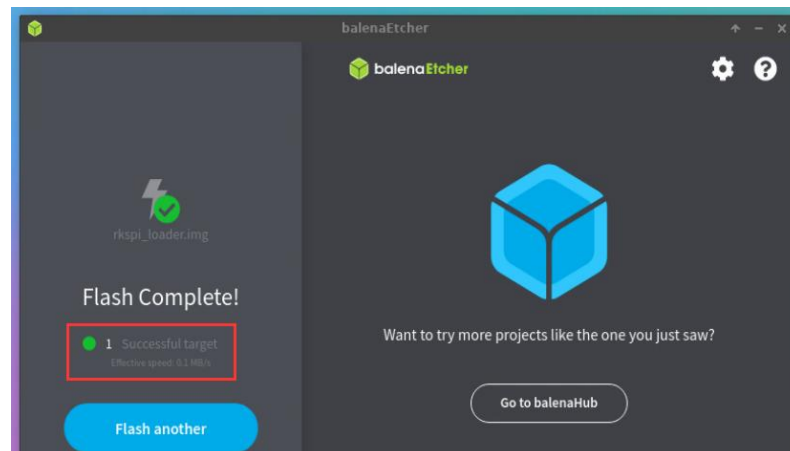 balenaEtcher
balenaEtcher
rkspi_loader.img
Flash Complete!
1 Successful target
Effective speed: 0.1 MB/s
Flash another
Want to try more projects like the one you just saw?
Go to balenaHub